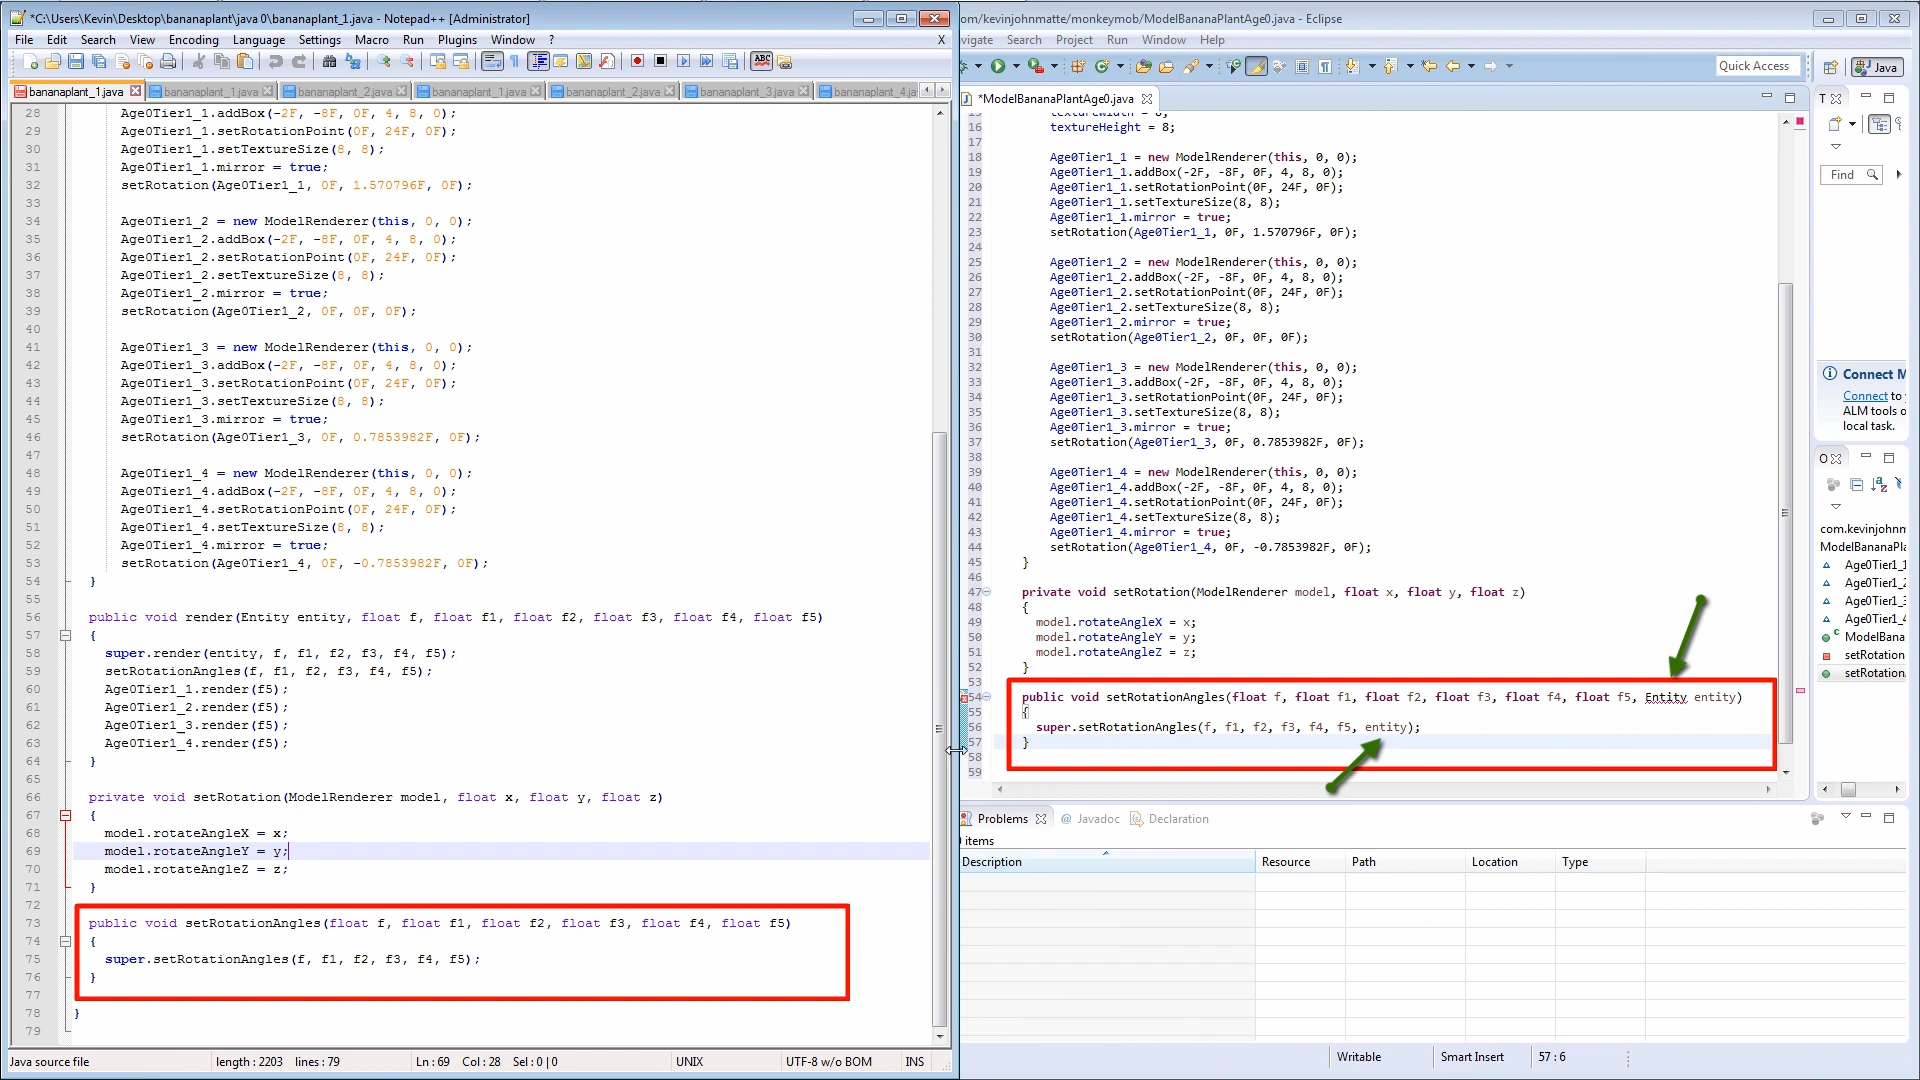 *C:\Users\Kevin\Desktop\bananaplant\java 0\bananaplant_1.java - Notepad++ [Administrator]
File Edit Search View Encoding Language Settings Macro Run Plugins Window ? X
bananaplant_1.java bananaplant_1.java bananaplant_2.java bananaplant_1.java bananaplant_2.java bananaplant_3.java bananaplant_4.ja
28 Age0Tier1_1.addBox(-2F, -8F, 0F, 4, 8, 0);
29 Age0Tier1_1.setRotationPoint(0F, 24F, 0F);
30 Age0Tier1_1.setTextureSize(8, 8);
31 Age0Tier1_1.mirror = true;
32 setRotation(Age0Tier1_1, 0F, 1.570796F, 0F);
33
34 Age0Tier1_2 = new ModelRenderer(this, 0, 0);
35 Age0Tier1_2.addBox(-2F, -8F, 0F, 4, 8, 0);
36 Age0Tier1_2.setRotationPoint(0F, 24F, 0F);
37 Age0Tier1_2.setTextureSize(8, 8);
38 Age0Tier1_2.mirror = true;
39 setRotation(Age0Tier1_2, 0F, 0F, 0F);
40
41 Age0Tier1_3 = new ModelRenderer(this, 0, 0);
42 Age0Tier1_3.addBox(-2F, -8F, 0F, 4, 8, 0);
43 Age0Tier1_3.setRotationPoint(0F, 24F, 0F);
44 Age0Tier1_3.setTextureSize(8, 8);
45 Age0Tier1_3.mirror = true;
46 setRotation(Age0Tier1_3, 0F, 0.7853982F, 0F);
47
48 Age0Tier1_4 = new ModelRenderer(this, 0, 0);
49 Age0Tier1_4.addBox(-2F, -8F, 0F, 4, 8, 0);
50 Age0Tier1_4.setRotationPoint(0F, 24F, 0F);
51 Age0Tier1_4.setTextureSize(8, 8);
52 Age0Tier1_4.mirror = true;
53 setRotation(Age0Tier1_4, 0F, -0.7853982F, 0F);
54 }
55
56 public void render(Entity entity, float f, float f1, float f2, float f3, float f4, float f5)
57 {
58 super.render(entity, f, f1, f2, f3, f4, f5);
59 setRotationAngles(f, f1, f2, f3, f4, f5);
60 Age0Tier1_1.render(f5);
61 Age0Tier1_2.render(f5);
62 Age0Tier1_3.render(f5);
63 Age0Tier1_4.render(f5);
64 }
65
66 private void setRotation(ModelRenderer model, float x, float y, float z)
67 {
68 model.rotateAngleX = x;
69 model.rotateAngleY = y;
70 model.rotateAngleZ = z;
71 }
72
73 public void setRotationAngles(float f, float f1, float f2, float f3, float f4, float f5)
74 {
75 super.setRotationAngles(f, f1, f2, f3, f4, f5);
76 }
77
78 }
79
Java source file length : 2203 lines : 79 Ln : 69 Col : 28 Sel : 0 | 0 UNIX UTF-8 w/o BOM INS
om/kevinjohnmatte/monkeymob/ModelBananaPlantAge0.java - Eclipse
avigate Search Project Run Window Help
Quick Access Java
*ModelBananaPlantAge0.java
15 textureWidth = 8;
16 textureHeight = 8;
17
18 Age0Tier1_1 = new ModelRenderer(this, 0, 0);
19 Age0Tier1_1.addBox(-2F, -8F, 0F, 4, 8, 0);
20 Age0Tier1_1.setRotationPoint(0F, 24F, 0F);
21 Age0Tier1_1.setTextureSize(8, 8);
22 Age0Tier1_1.mirror = true;
23 setRotation(Age0Tier1_1, 0F, 1.570796F, 0F);
24
25 Age0Tier1_2 = new ModelRenderer(this, 0, 0);
26 Age0Tier1_2.addBox(-2F, -8F, 0F, 4, 8, 0);
27 Age0Tier1_2.setRotationPoint(0F, 24F, 0F);
28 Age0Tier1_2.setTextureSize(8, 8);
29 Age0Tier1_2.mirror = true;
30 setRotation(Age0Tier1_2, 0F, 0F, 0F);
31
32 Age0Tier1_3 = new ModelRenderer(this, 0, 0);
33 Age0Tier1_3.addBox(-2F, -8F, 0F, 4, 8, 0);
34 Age0Tier1_3.setRotationPoint(0F, 24F, 0F);
35 Age0Tier1_3.setTextureSize(8, 8);
36 Age0Tier1_3.mirror = true;
37 setRotation(Age0Tier1_3, 0F, 0.7853982F, 0F);
38
39 Age0Tier1_4 = new ModelRenderer(this, 0, 0);
40 Age0Tier1_4.addBox(-2F, -8F, 0F, 4, 8, 0);
41 Age0Tier1_4.setRotationPoint(0F, 24F, 0F);
42 Age0Tier1_4.setTextureSize(8, 8);
43 Age0Tier1_4.mirror = true;
44 setRotation(Age0Tier1_4, 0F, -0.7853982F, 0F);
45 }
46
47 private void setRotation(ModelRenderer model, float x, float y, float z)
48 {
49 model.rotateAngleX = x;
50 model.rotateAngleY = y;
51 model.rotateAngleZ = z;
52 }
53
54 public void setRotationAngles(float f, float f1, float f2, float f3, float f4, float f5, Entity entity)
55 {
56 super.setRotationAngles(f, f1, f2, f3, f4, f5, entity);
57 }
58
59
T
Find
Connect M
Connect to
ALM tools o
local task.
O
com.kevinjohnm
ModelBananaPl
Age0Tier1_1
Age0Tier1_2
Age0Tier1_3
Age0Tier1_4
ModelBana
setRotation
setRotation
Problems @ Javadoc Declaration
items
Description Resource Path Location Type
Writable Smart Insert 57 : 6